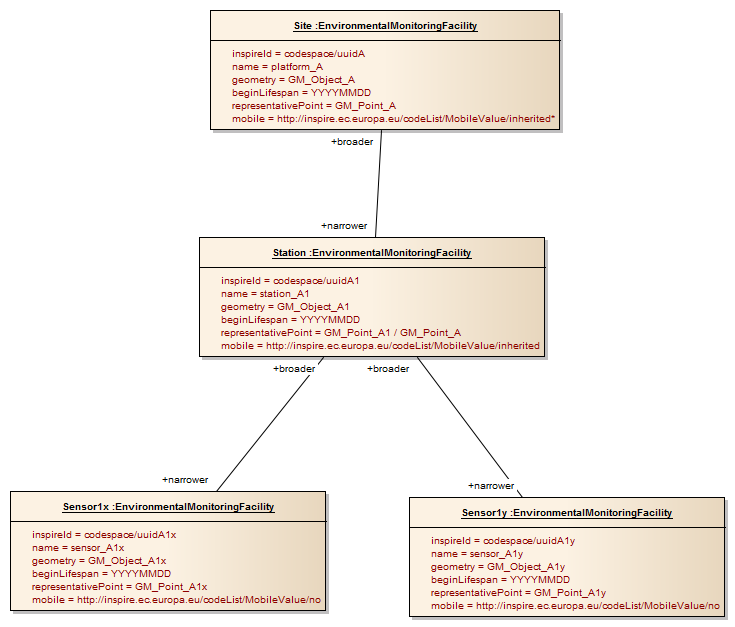 Site :EnvironmentalMonitoringFacility
inspireId = codespace/uuidA
name = platform_A
geometry = GM_Object_A
beginLifespan = YYYYMMDD
representativePoint = GM_Point_A
mobile = http://inspire.ec.europa.eu/codeList/MobileValue/inherited*
+broader
+narrower
Station :EnvironmentalMonitoringFacility
inspireId = codespace/uuidA1
name = station_A1
geometry = GM_Object_A1
beginLifespan = YYYYMMDD
representativePoint = GM_Point_A1 / GM_Point_A
mobile = http://inspire.ec.europa.eu/codeList/MobileValue/inherited
+broader
+broader
+narrower
+narrower
Sensor1x :EnvironmentalMonitoringFacility
inspireId = codespace/uuidA1x
name = sensor_A1x
geometry = GM_Object_A1x
beginLifespan = YYYYMMDD
representativePoint = GM_Point_A1x
mobile = http://inspire.ec.europa.eu/codeList/MobileValue/no
Sensor1y :EnvironmentalMonitoringFacility
inspireId = codespace/uuidA1y
name = sensor_A1y
geometry = GM_Object_A1y
beginLifespan = YYYYMMDD
representativePoint = GM_Point_A1y
mobile = http://inspire.ec.europa.eu/codeList/MobileValue/no